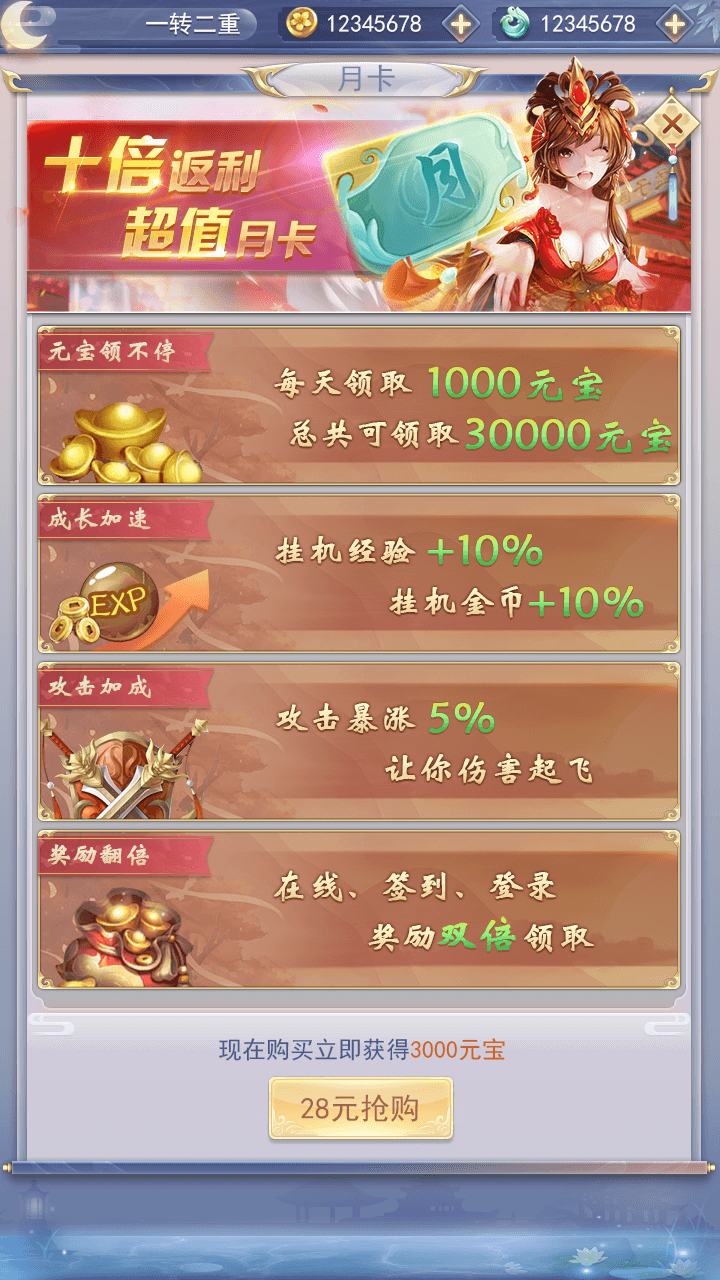 一转二重
12345678
12345678
月卡
十倍返利
超值月卡
月
元宝领不停
每天领取 1000元宝
总共可领取30000元宝
成长加速
EXP
挂机经验 +10%
挂机金币+10%
攻击加成
攻击暴涨 5%
让你伤害起飞
奖励翻倍
在线、签到、登录
奖励双倍领取
现在购买立即获得3000元宝
28元抢购